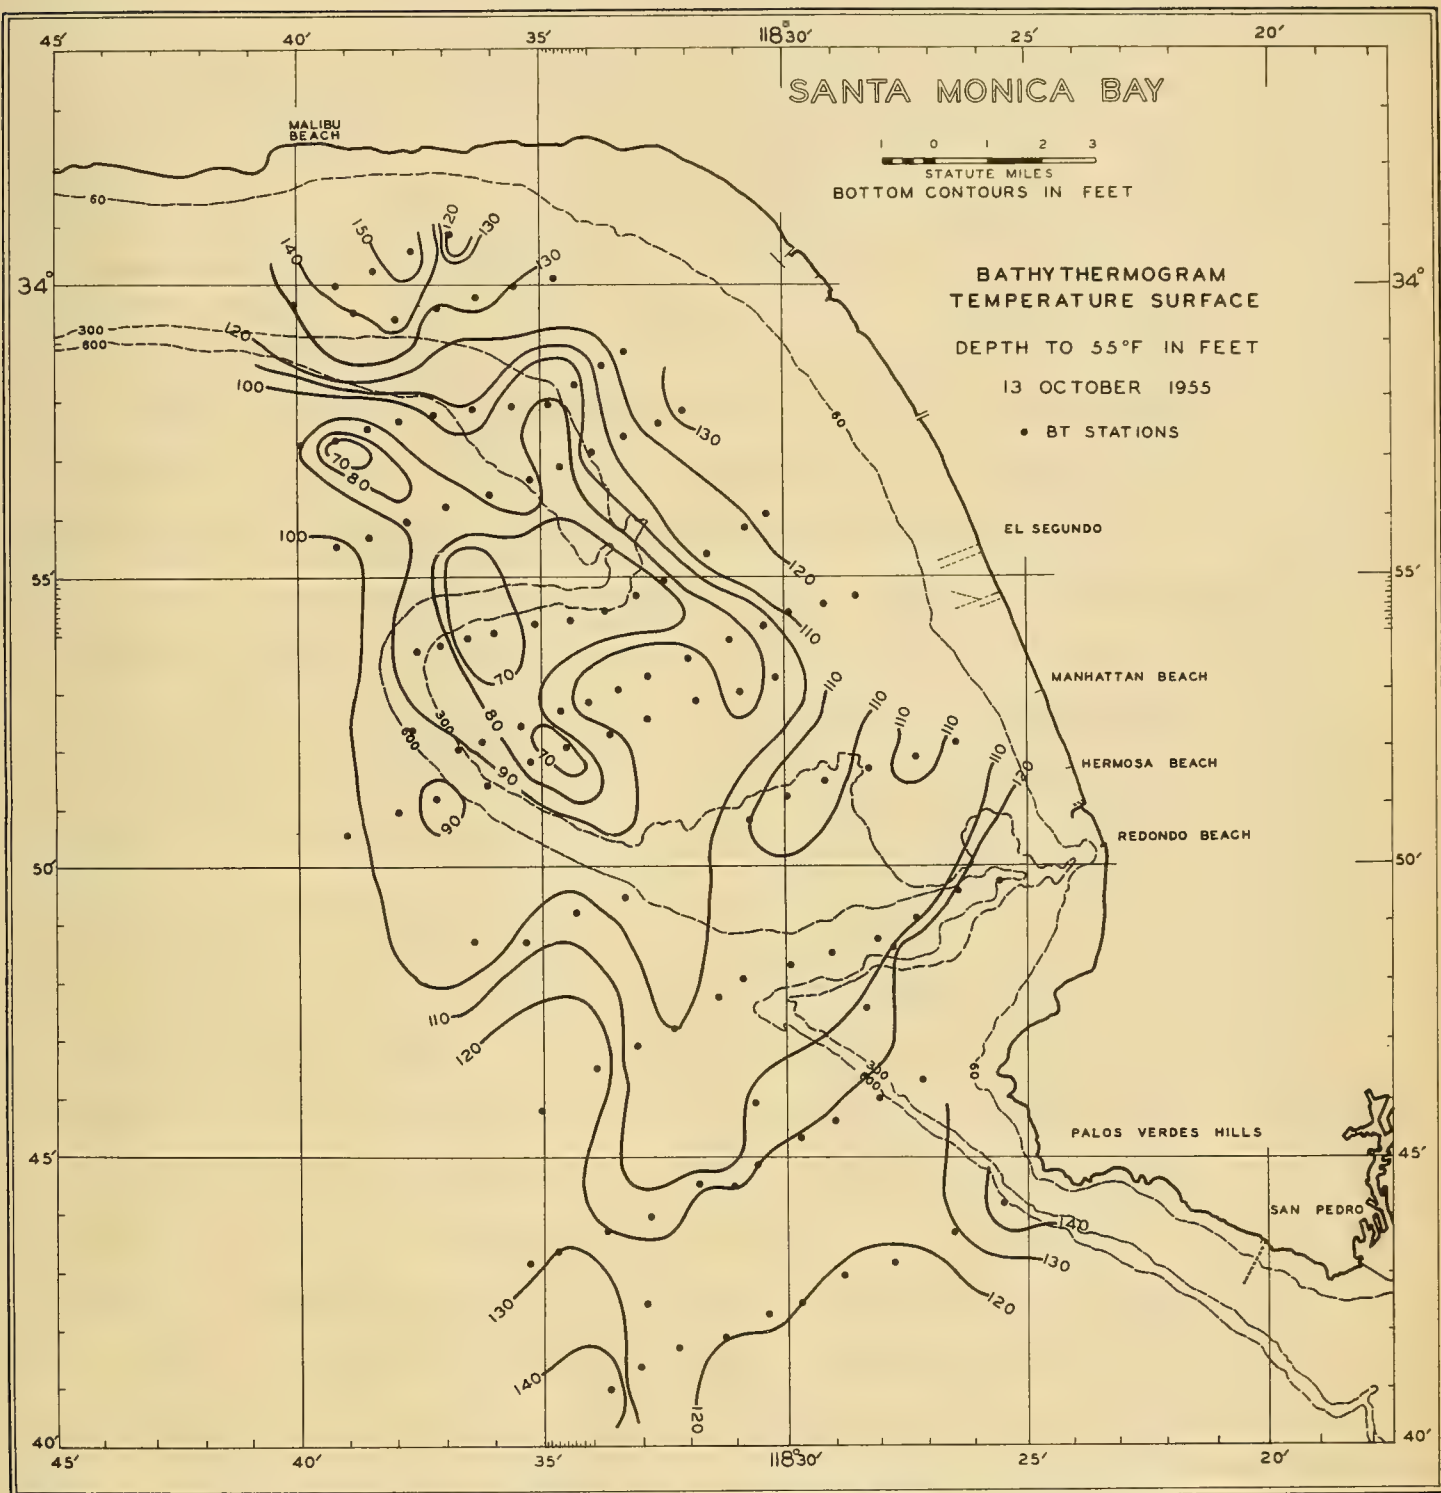 45′ 40′ 35′ 118°30′ 25′ 20′
SANTA MONICA BAY
MALIBU
BEACH
1 0 1 2 3
STATUTE MILES
BOTTOM CONTOURS IN FEET
60
150 120 130
140
130
34° 34°
BATHYTHERMOGRAM
TEMPERATURE SURFACE
DEPTH TO 55°F IN FEET
13 OCTOBER 1955
• BT STATIONS
300
600
120
100
130
60
70
80
100
EL SEGUNDO
120
55′ 55′
110
70
MANHATTAN BEACH
80
300
600
110 110 110 110
110
120
HERMOSA BEACH
70
90
90
REDONDO BEACH
50′ 50′
110
120
300
600
60
PALOS VERDES HILLS
45′ 45′
SAN PEDRO
140
130
130
120
140
120
40′ 40′
45′ 35′ 118°30′ 25′ 20′